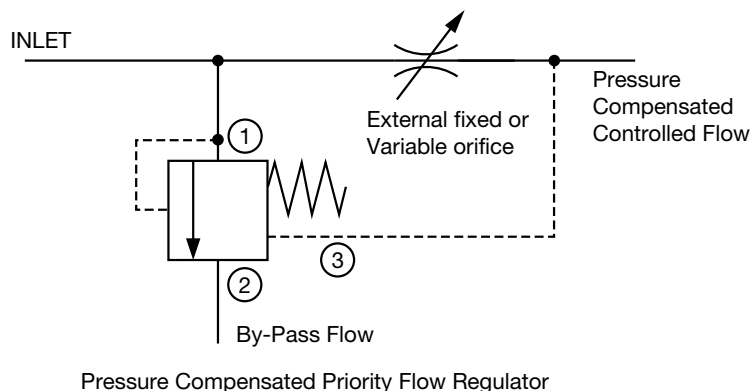 INLET
Pressure
Compensated
Controlled Flow
External fixed or
Variable orifice
1
3
2
By-Pass Flow
Pressure Compensated Priority Flow Regulator